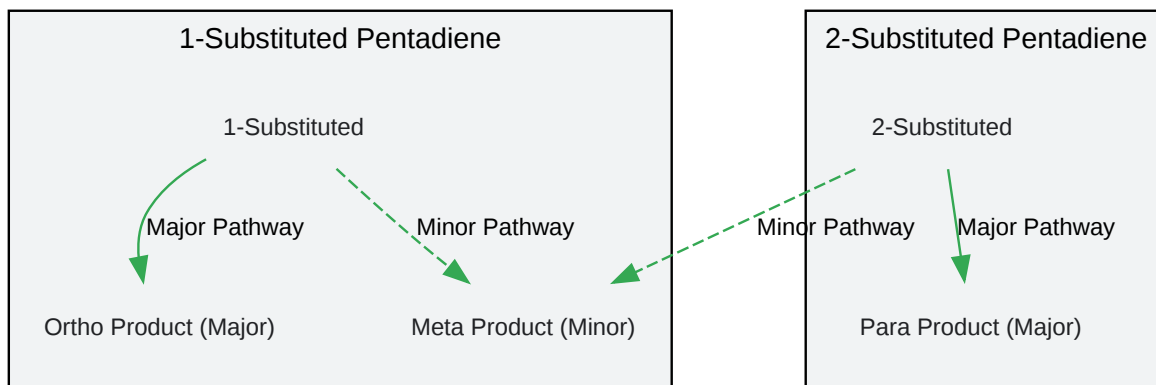 1-Substituted Pentadiene
2-Substituted Pentadiene
1-Substituted
2-Substituted
Major Pathway
Minor Pathway
Minor Pathway
Major Pathway
Ortho Product (Major)
Meta Product (Minor)
Para Product (Major)